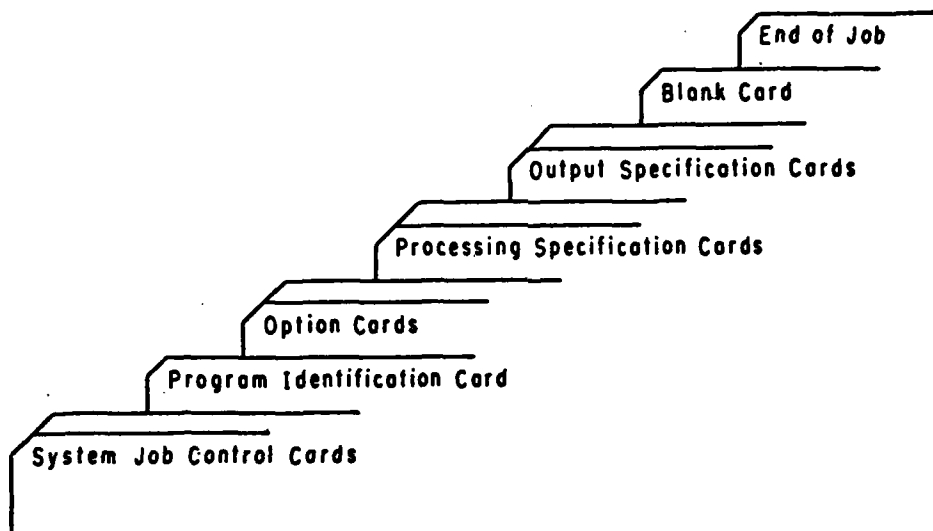 End of Job
Blank Card
Output Specification Cards
Processing Specification Cards
Option Cards
Program Identification Card
System Job Control Cards